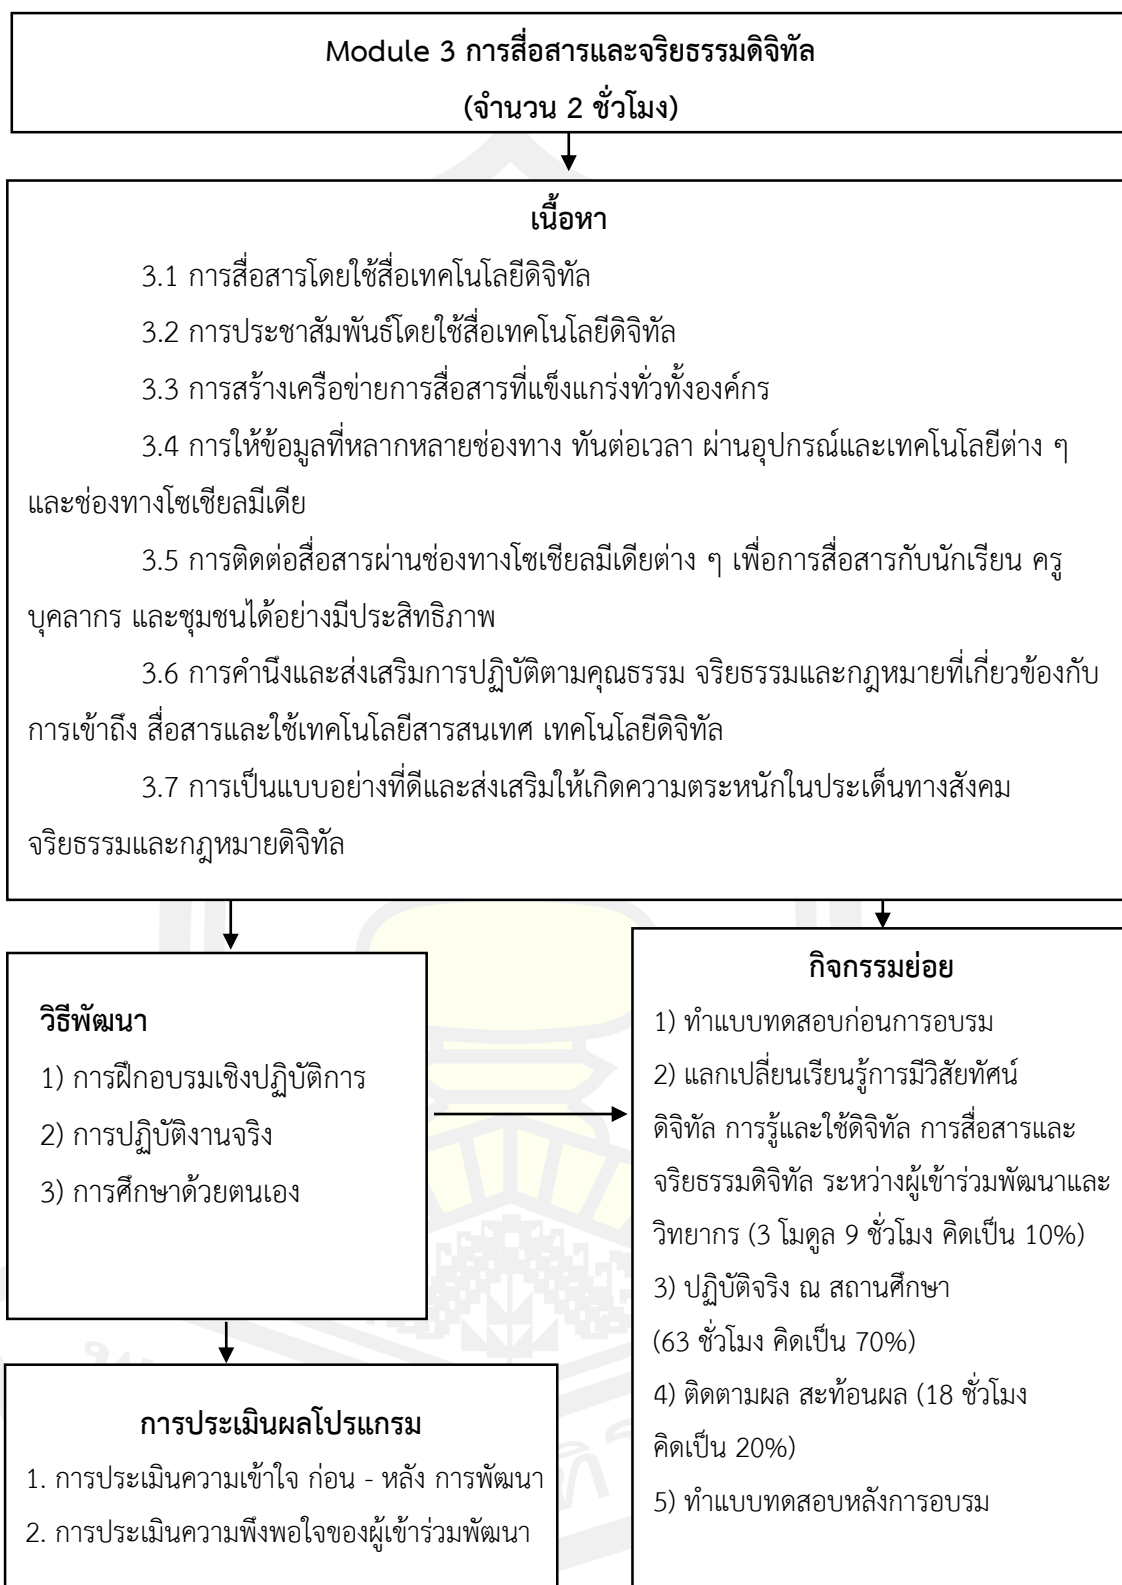 Module 3 การสื่อสารและจริยธรรมดิจิทัล
(จำนวน 2 ชั่วโมง)
เนื้อหา
3.1 การสื่อสารโดยใช้สื่อเทคโนโลยีดิจิทัล
3.2 การประชาสัมพันธ์โดยใช้สื่อเทคโนโลยีดิจิทัล
3.3 การสร้างเครือข่ายการสื่อสารที่แข็งแกร่งทั่วทั้งองค์กร
3.4 การให้ข้อมูลที่หลากหลายช่องทาง ทันต่อเวลา ผ่านอุปกรณ์และเทคโนโลยีต่าง ๆ
และช่องทางโซเชียลมีเดีย
3.5 การติดต่อสื่อสารผ่านช่องทางโซเชียลมีเดียต่าง ๆ เพื่อการสื่อสารกับนักเรียน ครู
บุคลากร และชุมชนได้อย่างมีประสิทธิภาพ
3.6 การคำนึงและส่งเสริมการปฏิบัติตามคุณธรรม จริยธรรมและกฎหมายที่เกี่ยวข้องกับ
การเข้าถึง สื่อสารและใช้เทคโนโลยีสารสนเทศ เทคโนโลยีดิจิทัล
3.7 การเป็นแบบอย่างที่ดีและส่งเสริมให้เกิดความตระหนักในประเด็นทางสังคม
จริยธรรมและกฎหมายดิจิทัล
วิธีพัฒนา
1) การฝึกอบรมเชิงปฏิบัติการ
2) การปฏิบัติงานจริง
3) การศึกษาด้วยตนเอง
กิจกรรมย่อย
1) ทำแบบทดสอบก่อนการอบรม
2) แลกเปลี่ยนเรียนรู้การมีวิสัยทัศน์
ดิจิทัล การรู้และใช้ดิจิทัล การสื่อสารและ
จริยธรรมดิจิทัล ระหว่างผู้เข้าร่วมพัฒนาและ
วิทยากร (3 โมดูล 9 ชั่วโมง คิดเป็น 10%)
3) ปฏิบัติจริง ณ สถานศึกษา
(63 ชั่วโมง คิดเป็น 70%)
4) ติดตามผล สะท้อนผล (18 ชั่วโมง
คิดเป็น 20%)
5) ทำแบบทดสอบหลังการอบรม
การประเมินผลโปรแกรม
1. การประเมินความเข้าใจ ก่อน - หลัง การพัฒนา
2. การประเมินความพึงพอใจของผู้เข้าร่วมพัฒนา